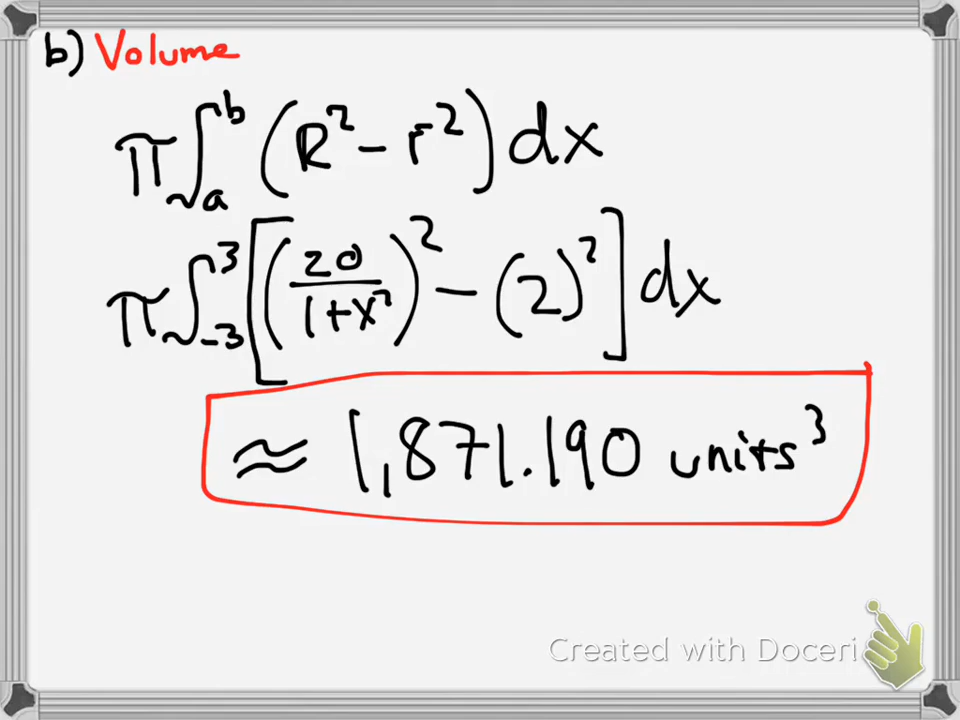 b) Volume
π∫_a^b (R² - r²) dx
π∫_-3^3 [(20/(1+x²))² - (2)²] dx
≈ 1,871.190 units³
Created with Doceri